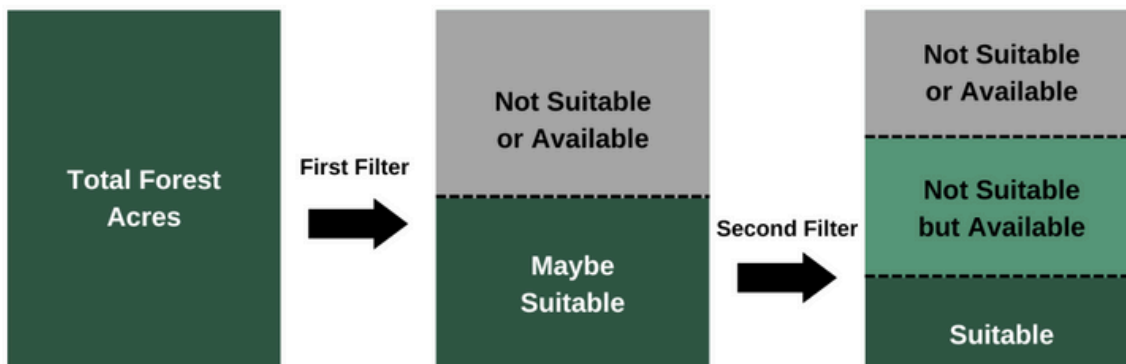 Total Forest
Acres
First Filter
Not Suitable
or Available
Maybe
Suitable
Second Filter
Not Suitable
or Available
Not Suitable
but Available
Suitable